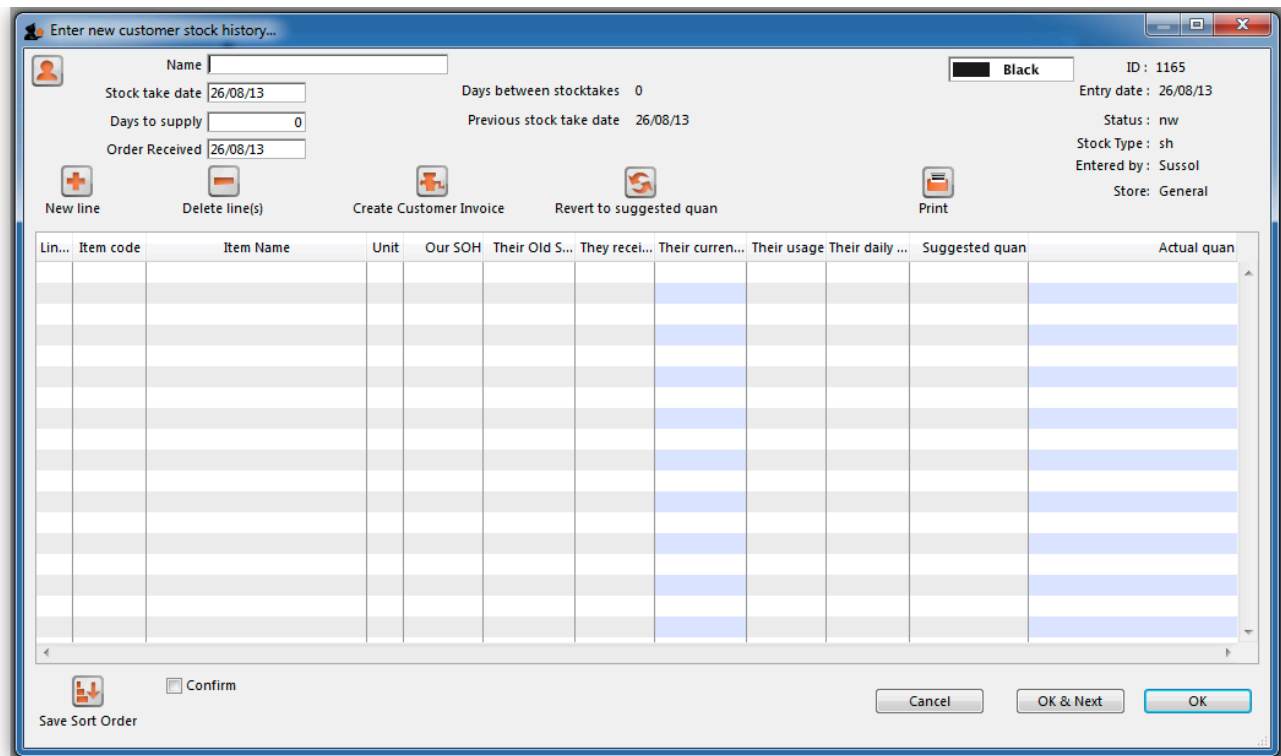 Enter new customer stock history...
Name
Black
ID : 1165
Stock take date 26/08/13
Days between stocktakes 0
Entry date : 26/08/13
Days to supply 0
Previous stock take date 26/08/13
Status : nw
Order Received 26/08/13
Stock Type : sh
Entered by : Sussol
Store: General
New line
Delete line(s)
Create Customer Invoice
Revert to suggested quan
Print
Lin... Item code Item Name Unit Our SOH Their Old S... They recei... Their curren... Their usage Their daily ... Suggested quan Actual quan
Confirm
Save Sort Order
Cancel
OK & Next
OK